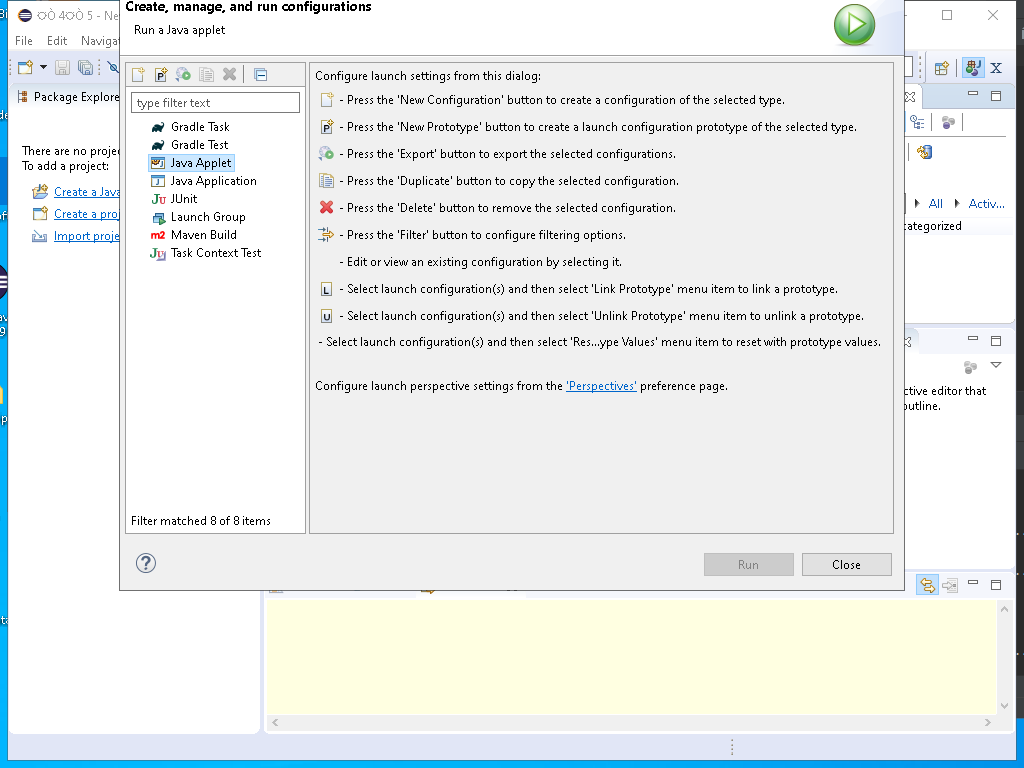 Create, manage, and run configurations
Run a Java applet
File Edit
Package Explore
type filter text
Gradle Task
Gradle Test
Java Applet
Java Application
JUnit
Launch Group
Maven Build
Task Context Test
Filter matched 8 of 8 items
Configure launch settings from this dialog:
- Press the 'New Configuration' button to create a configuration of the selected type.
- Press the 'New Prototype' button to create a launch configuration prototype of the selected type.
- Press the 'Export' button to export the selected configurations.
- Press the 'Duplicate' button to copy the selected configuration.
- Press the 'Delete' button to remove the selected configuration.
- Press the 'Filter' button to configure filtering options.
- Edit or view an existing configuration by selecting it.
- Select launch configuration(s) and then select 'Link Prototype' menu item to link a prototype.
- Select launch configuration(s) and then select 'Unlink Prototype' menu item to unlink a prototype.
- Select launch configuration(s) and then select 'Res...ype Values' menu item to reset with prototype values.
Configure launch perspective settings from the 'Perspectives' preference page.
Run
Close
There are no proje
To add a project:
Create a Java
Create a proj
Import proje
All
Activ...
categorized
ctive editor that
outline.